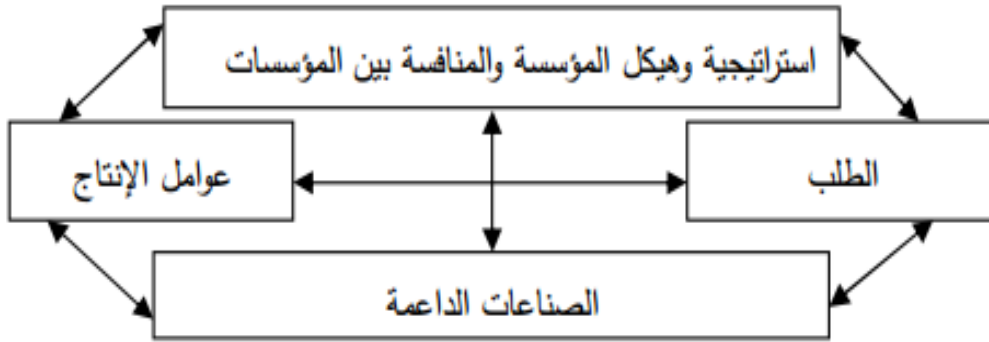 استراتيجية وهيكل المؤسسة والمنافسة بين المؤسسات
الطلب
عوامل الإنتاج
الصناعات الداعمة